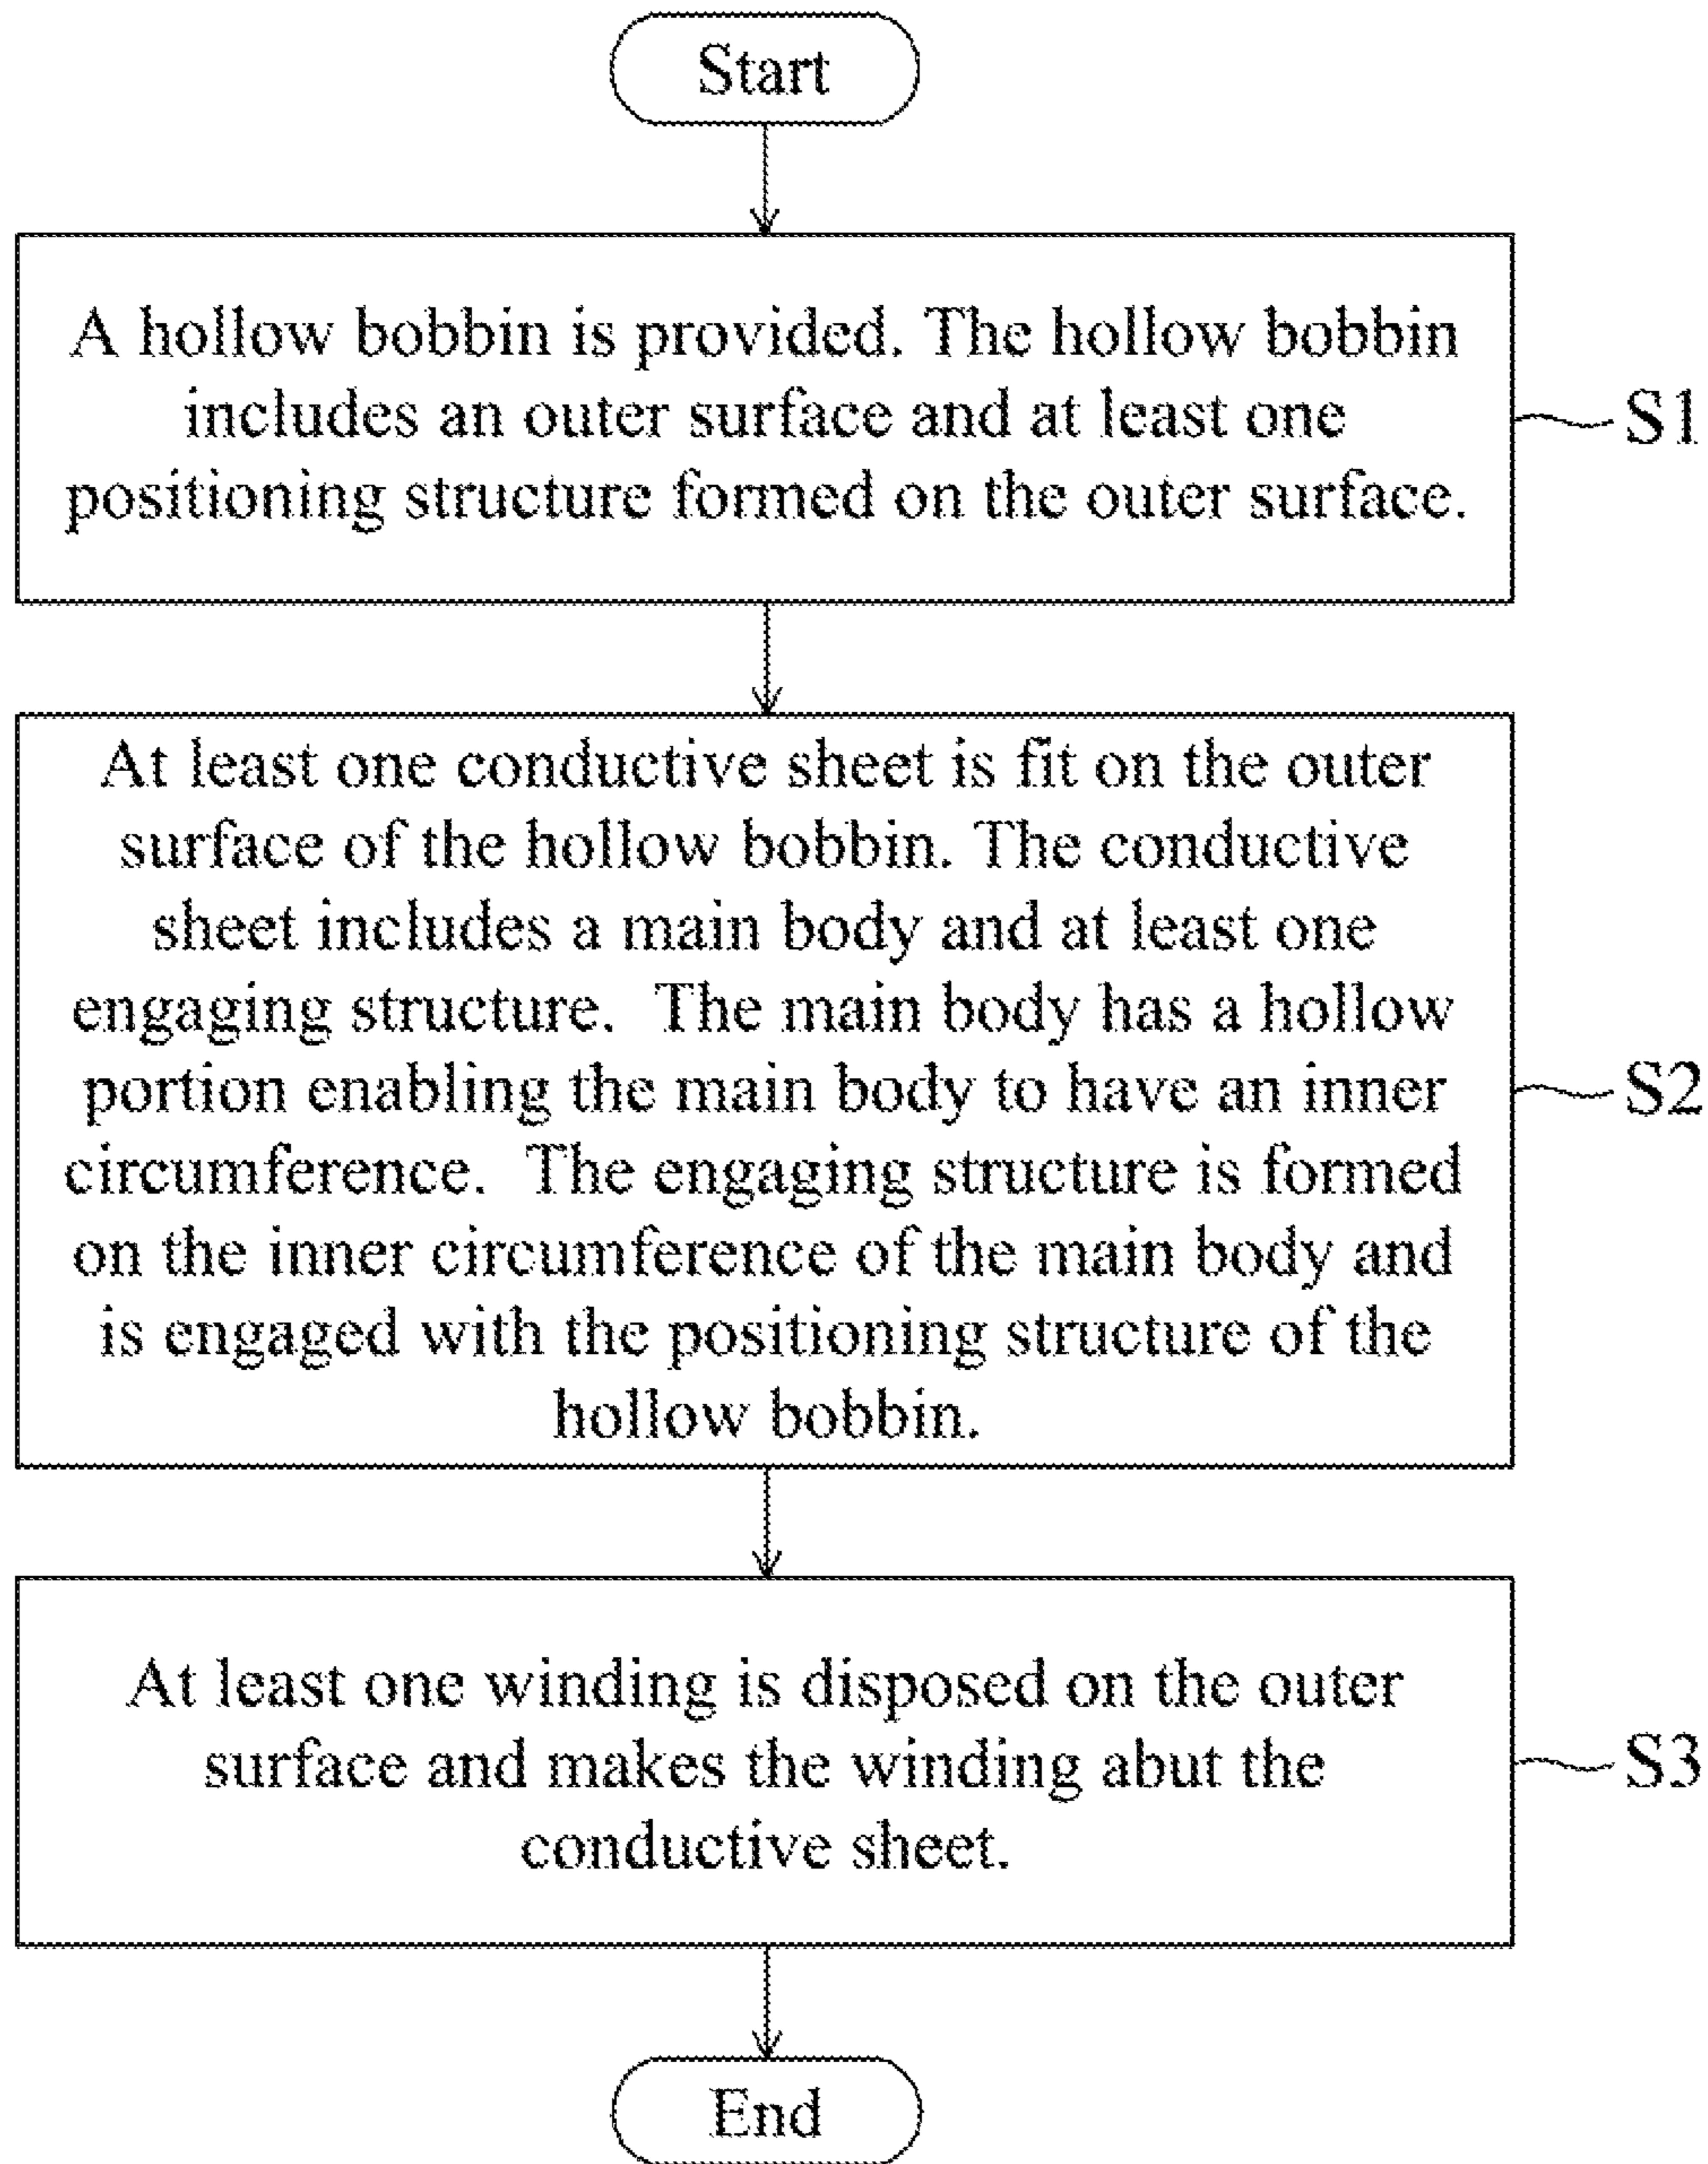 Start
A hollow bobbin is provided. The hollow bobbin
includes an outer surface and at least one
positioning structure formed on the outer surface.
S1
At least one conductive sheet is fit on the outer
surface of the hollow bobbin. The conductive
sheet includes a main body and at least one
engaging structure.  The main body has a hollow
portion enabling the main body to have an inner
circumference.  The engaging structure is formed
on the inner circumference of the main body and
is engaged with the positioning structure of the
hollow bobbin.
S2
At least one winding is disposed on the outer
surface and makes the winding abut the
conductive sheet.
S3
End